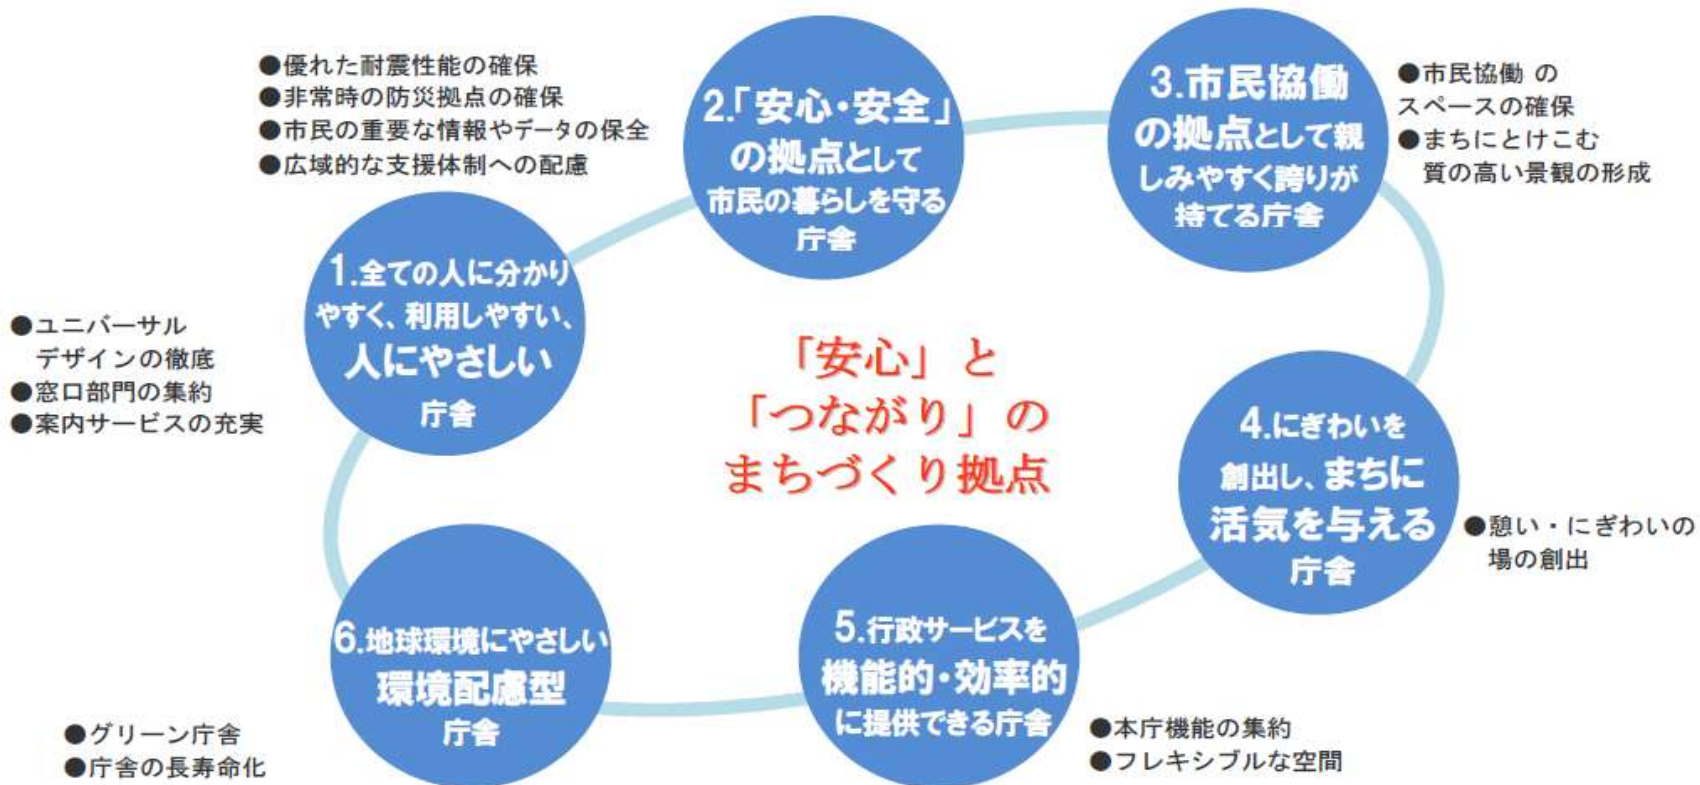 ●優れた耐震性能の確保
●非常時の防災拠点の確保
●市民の重要な情報やデータの保全
●広域的な支援体制への配慮
2.「安心・安全」
の拠点として
市民の暮らしを守る
庁舎
3.市民協働
の拠点として親
しみやすく誇りが
持てる庁舎
●市民協働 の
スペースの確保
●まちにとけこむ
質の高い景観の形成
1.全ての人に分かり
やすく、利用しやすい、
人にやさしい
庁舎
●ユニバーサル
デザインの徹底
●窓口部門の集約
●案内サービスの充実
「安心」と
「つながり」の
まちづくり拠点
4.にぎわいを
創出し、まちに
活気を与える
庁舎
●憩い・にぎわいの
場の創出
6.地球環境にやさしい
環境配慮型
庁舎
●グリーン庁舎
●庁舎の長寿命化
5.行政サービスを
機能的・効率的
に提供できる庁舎
●本庁機能の集約
●フレキシブルな空間